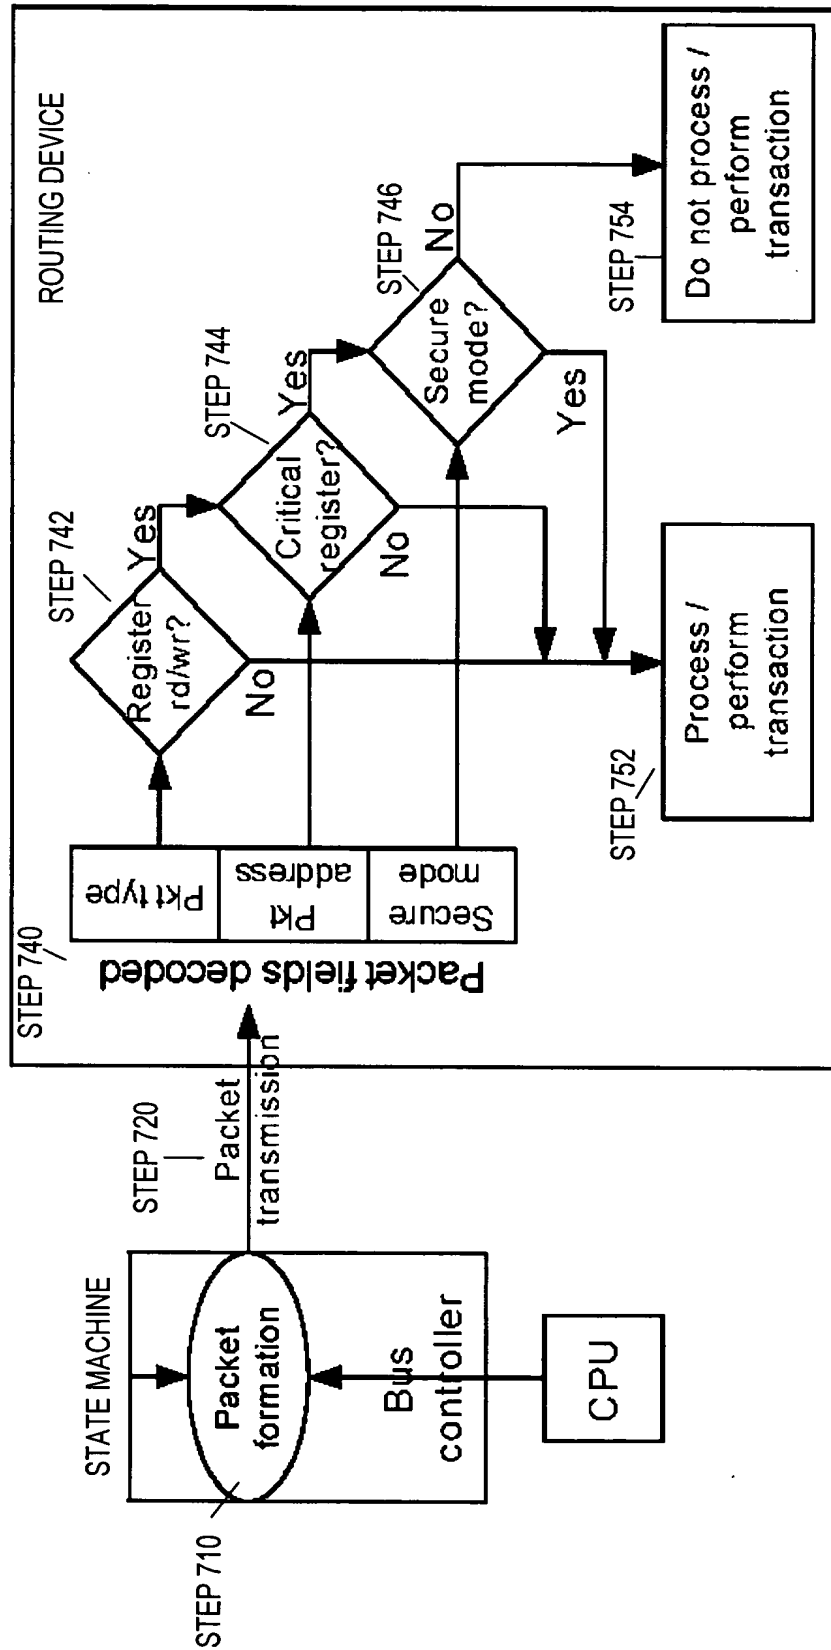 STATE MACHINE
STEP 710
Packet
formation
Bus
controller
CPU
STEP 720
Packet
transmission
ROUTING DEVICE
STEP 740
Packet fields decoded
Pkt type
Pkt
address
Secure
mode
STEP 742
Register
rd/wr?
Yes
No
STEP 744
Critical
register?
Yes
No
STEP 746
Secure
mode?
No
Yes
STEP 752
Process /
perform
transaction
STEP 754
Do not process /
perform
transaction